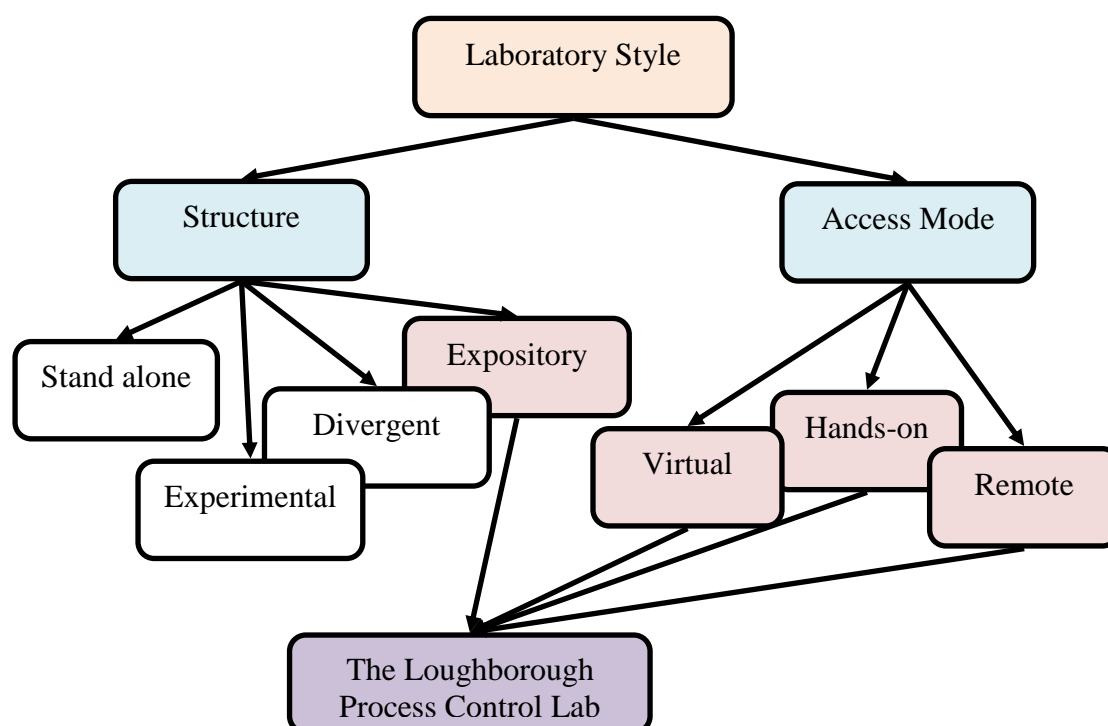 Laboratory Style
Structure
Access Mode
Stand alone
Expository
Divergent
Experimental
Hands-on
Virtual
Remote
The Loughborough
Process Control Lab